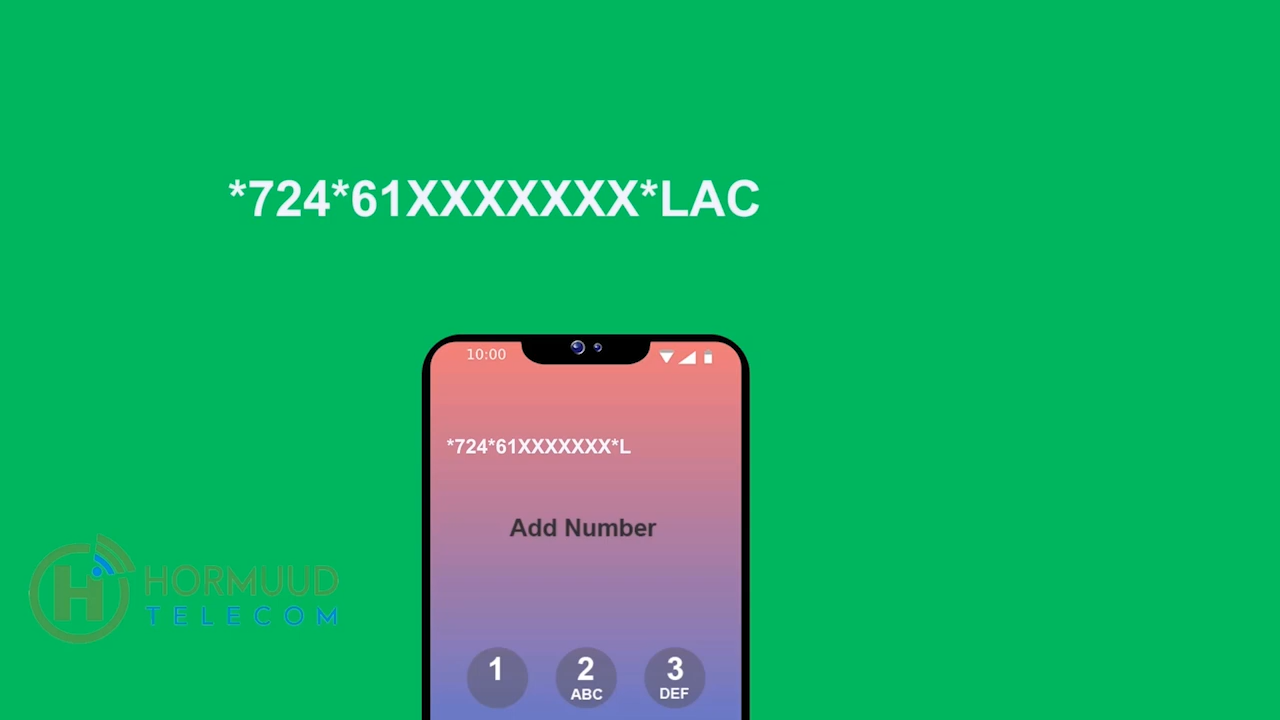 *724*61XXXXXXX*LAC
10:00
*724*61XXXXXXX*L
Add Number
HORMUUD
TELECOM
1
2
3
ABC
DEF